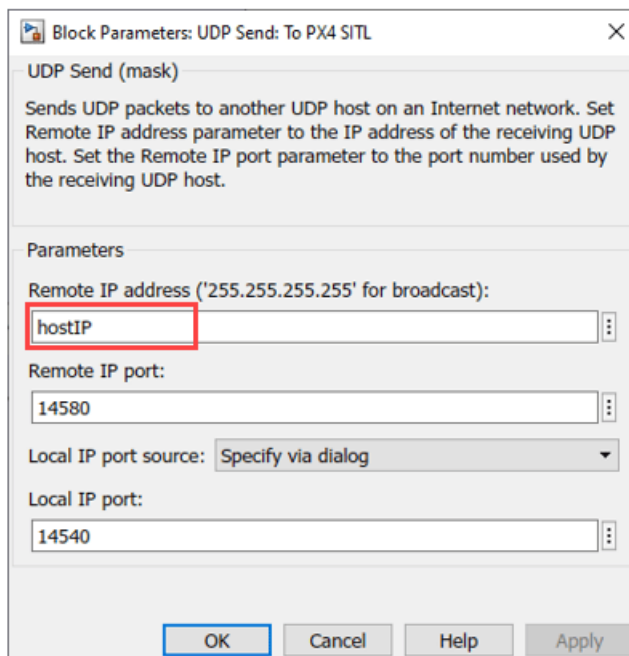 Block Parameters: UDP Send: To PX4 SITL
UDP Send (mask)
Sends UDP packets to another UDP host on an Internet network. Set
Remote IP address parameter to the IP address of the receiving UDP
host. Set the Remote IP port parameter to the port number used by
the receiving UDP host.
Parameters
Remote IP address ('255.255.255.255' for broadcast):
hostIP
Remote IP port:
14580
Local IP port source: Specify via dialog
Local IP port:
14540
OK Cancel Help Apply